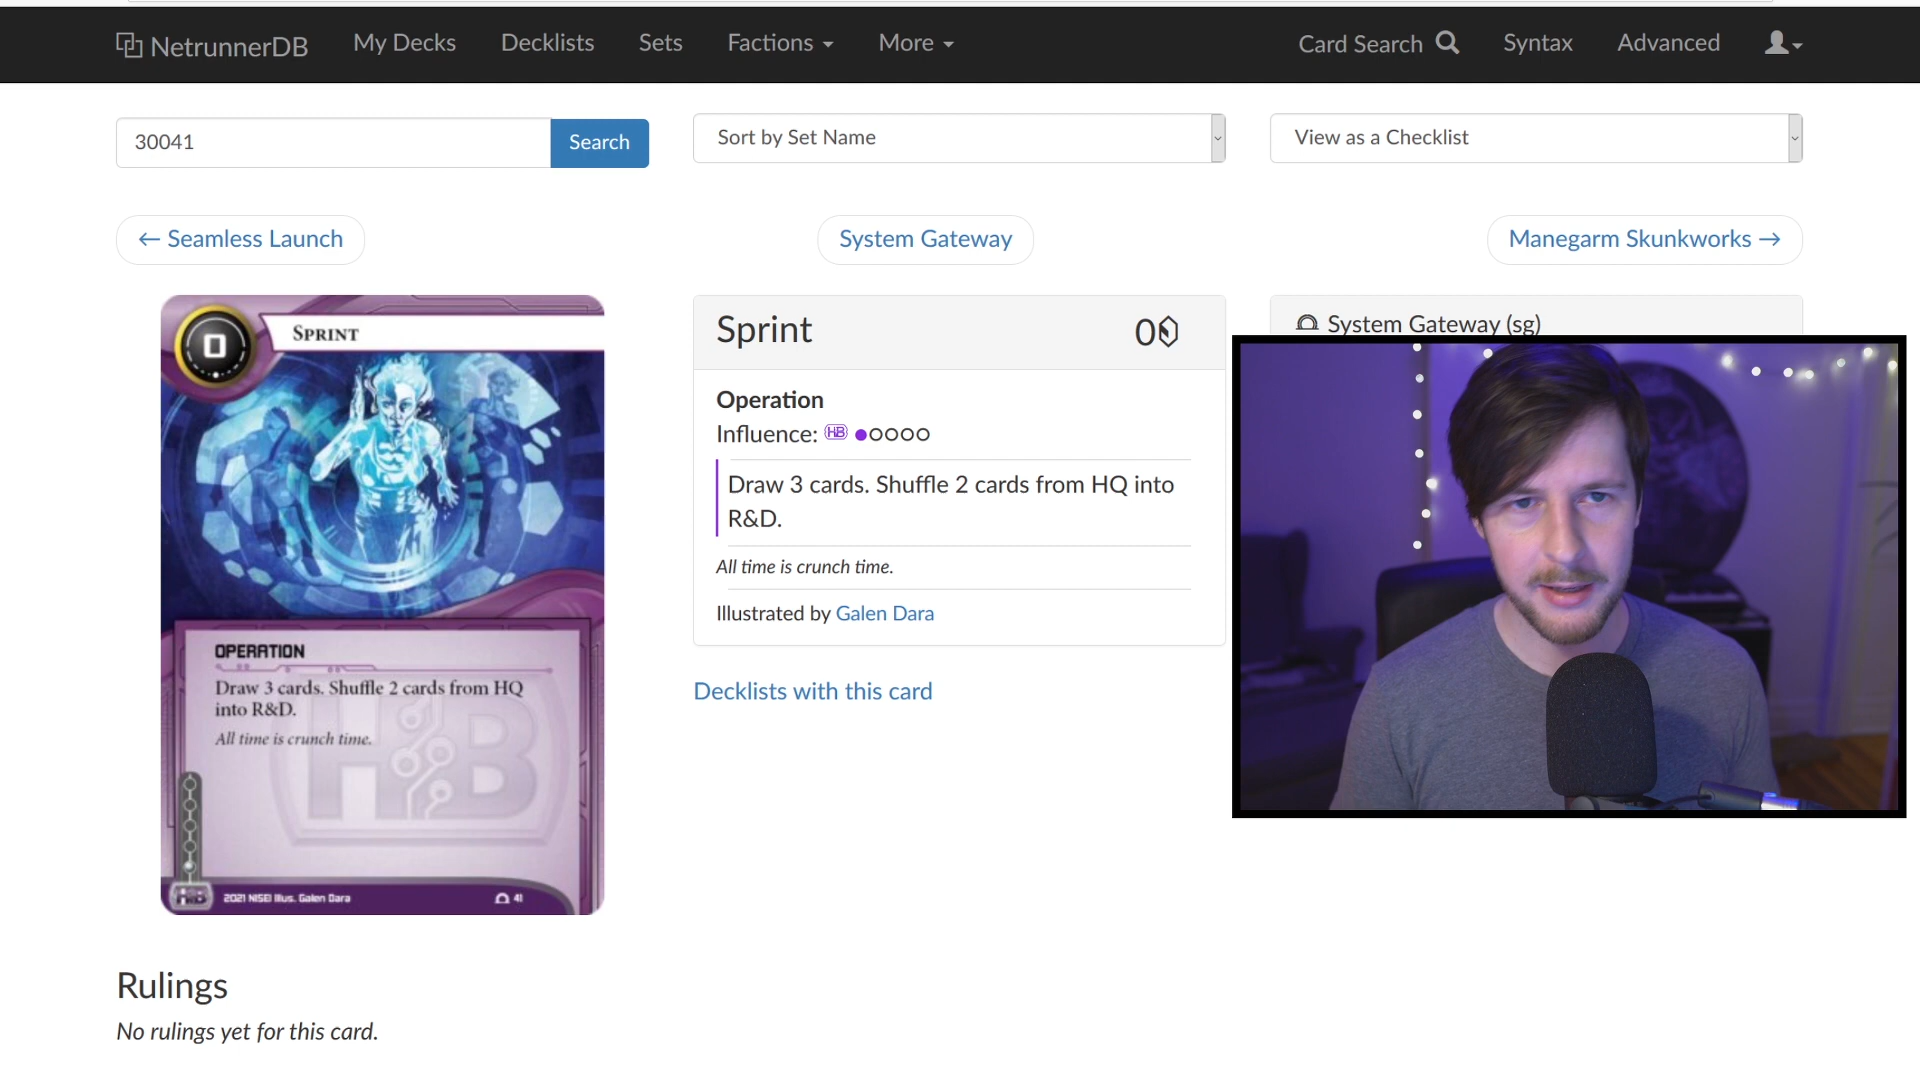 NetrunnerDB My Decks Decklists Sets Factions More Card Search Syntax Advanced
30041 Search Sort by Set Name View as a Checklist
← Seamless Launch System Gateway Manegarm Skunkworks →
0 SPRINT
OPERATION
Draw 3 cards. Shuffle 2 cards from HQ
into R&D.
All time is crunch time.
HB
2021 NISEI Illus. Galen Dara 41
Sprint 0
Operation
Influence: HB
Draw 3 cards. Shuffle 2 cards from HQ into
R&D.
All time is crunch time.
Illustrated by Galen Dara
Decklists with this card
System Gateway (sg)
Rulings
No rulings yet for this card.